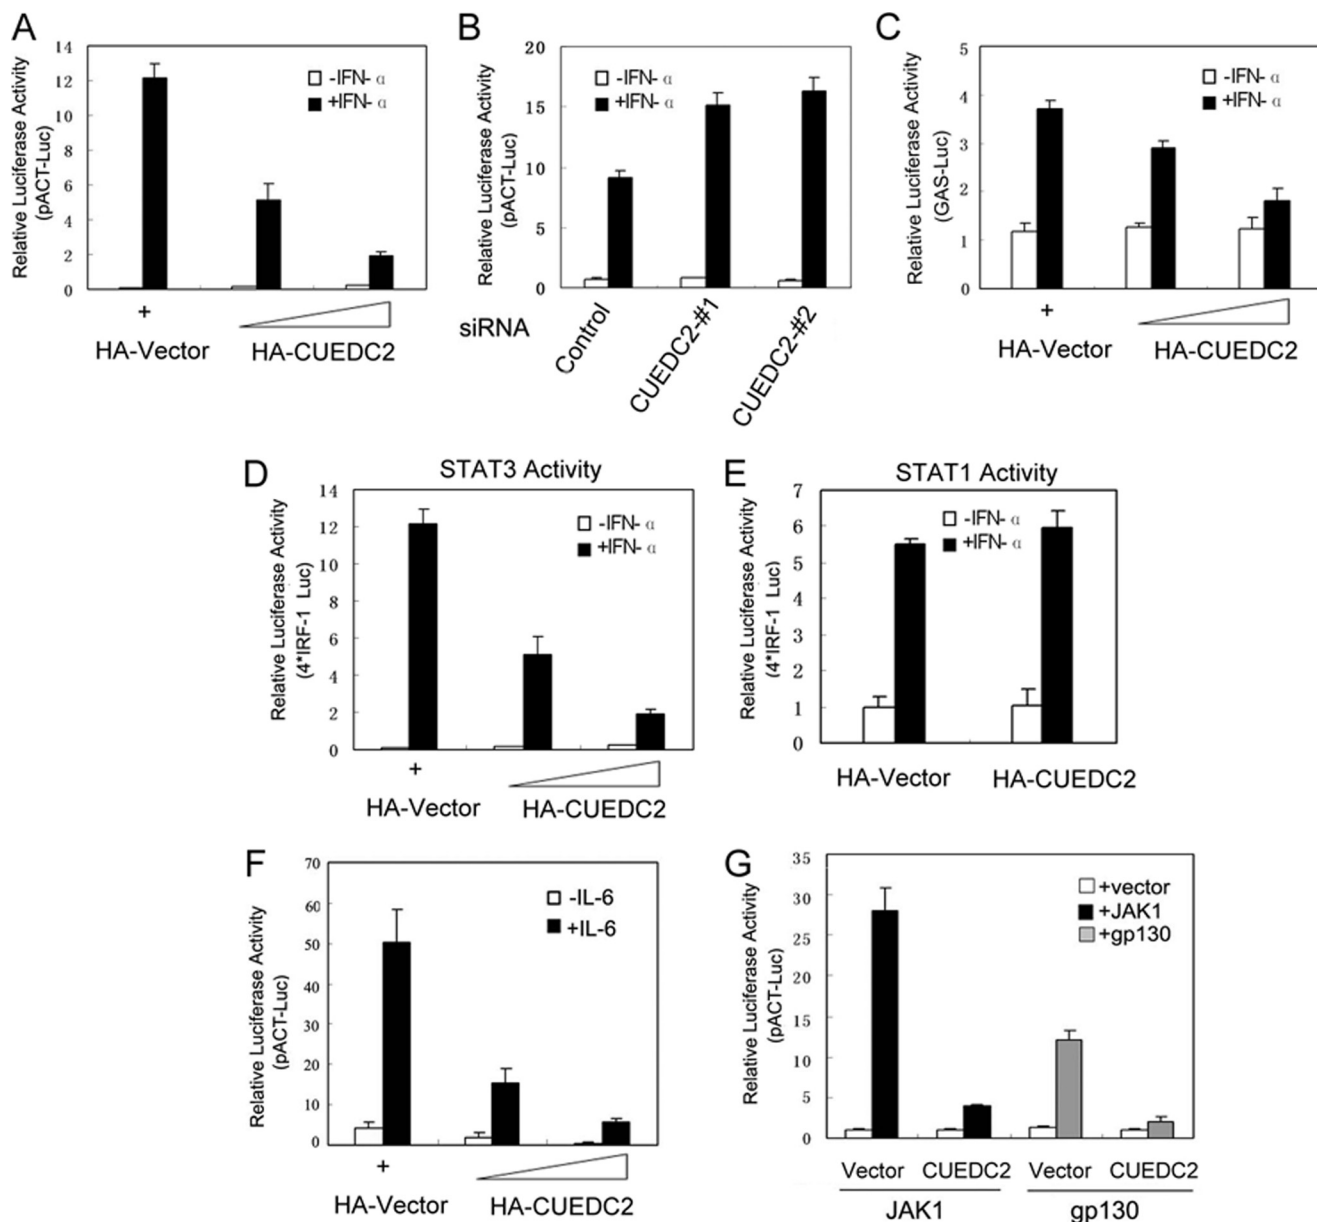 A
Relative Luciferase Activity
(pACT-Luc)
14
12
10
8
6
4
2
0
-IFN-α
+IFN-α
+
HA-Vector
HA-CUEDC2
B
Relative Luciferase Activity
(pACT-Luc)
20
15
10
5
0
-IFN-α
+IFN-α
siRNA
Control
CUEDC2-#1
CUEDC2-#2
C
Relative Luciferase Activity
(GAS-Luc)
5
4
3
2
1
0
-IFN-α
+IFN-α
+
HA-Vector
HA-CUEDC2
D
STAT3 Activity
Relative Luciferase Activity
(4*IRF-1 Luc)
14
12
10
8
6
4
2
0
-IFN-α
+IFN-α
+
HA-Vector
HA-CUEDC2
E
STAT1 Activity
Relative Luciferase Activity
(4*IRF-1 Luc)
7
6
5
4
3
2
1
0
-IFN-α
+IFN-α
HA-Vector
HA-CUEDC2
F
Relative Luciferase Activity
(pACT-Luc)
70
60
50
40
30
20
10
0
-IL-6
+IL-6
+
HA-Vector
HA-CUEDC2
G
Relative Luciferase Activity
(pACT-Luc)
35
30
25
20
15
10
5
0
+vector
+JAK1
+gp130
Vector CUEDC2 Vector CUEDC2
JAK1 gp130